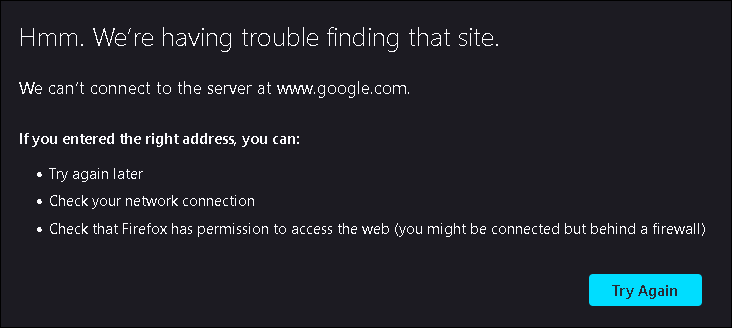 Hmm. We’re having trouble finding that site.
We can’t connect to the server at www.google.com.
If you entered the right address, you can:
• Try again later
• Check your network connection
• Check that Firefox has permission to access the web (you might be connected but behind a firewall)
Try Again